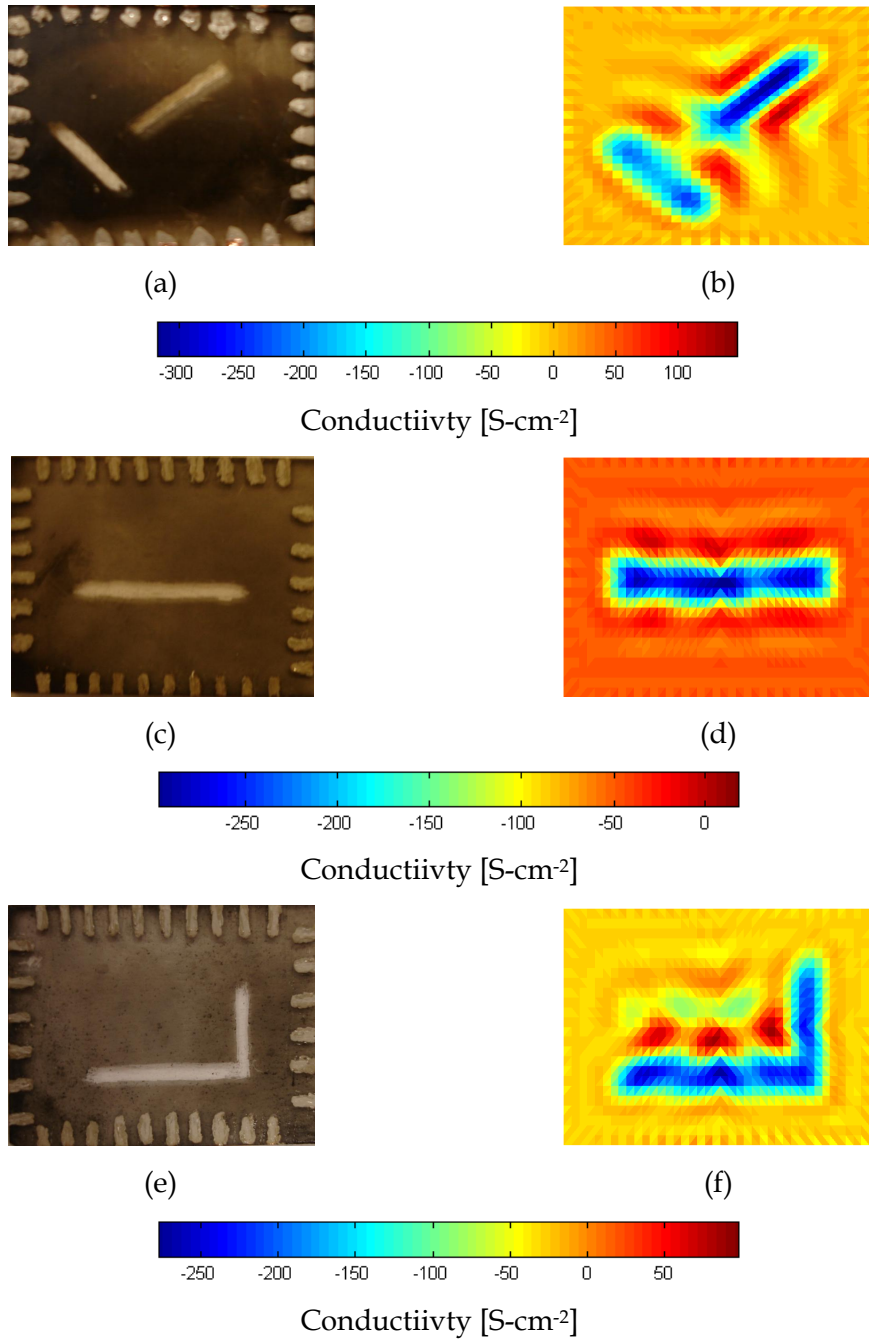 (a) (b)
-300 -250 -200 -150 -100 -50 0 50 100
Conductiivty [S-cm⁻²]
(c) (d)
-250 -200 -150 -100 -50 0
Conductiivty [S-cm⁻²]
(e) (f)
-250 -200 -150 -100 -50 0 50
Conductiivty [S-cm⁻²]